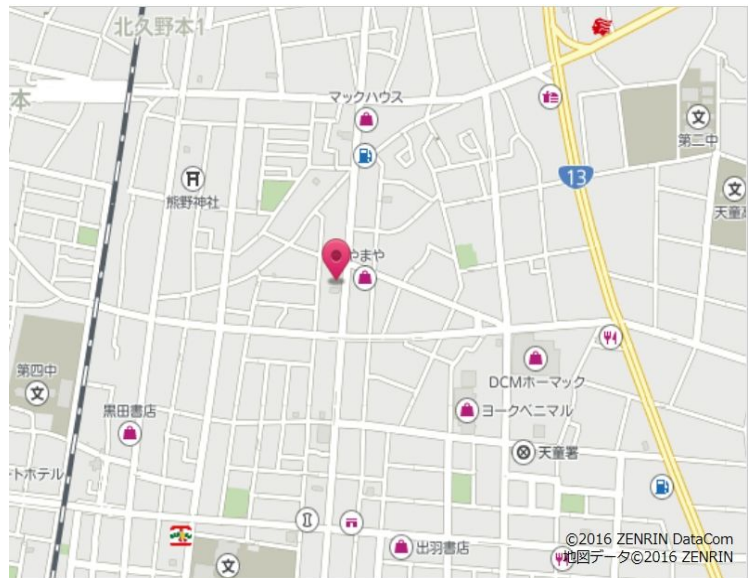 北久野本1
本
マックハウス
第二中
13
熊野神社
天童高
やまや
第四中
DCMホーマック
黒田書店
ヨークベニマル
天童署
トホテル
出羽書店
©2016 ZENRIN DataCom
地図データ©2016 ZENRIN